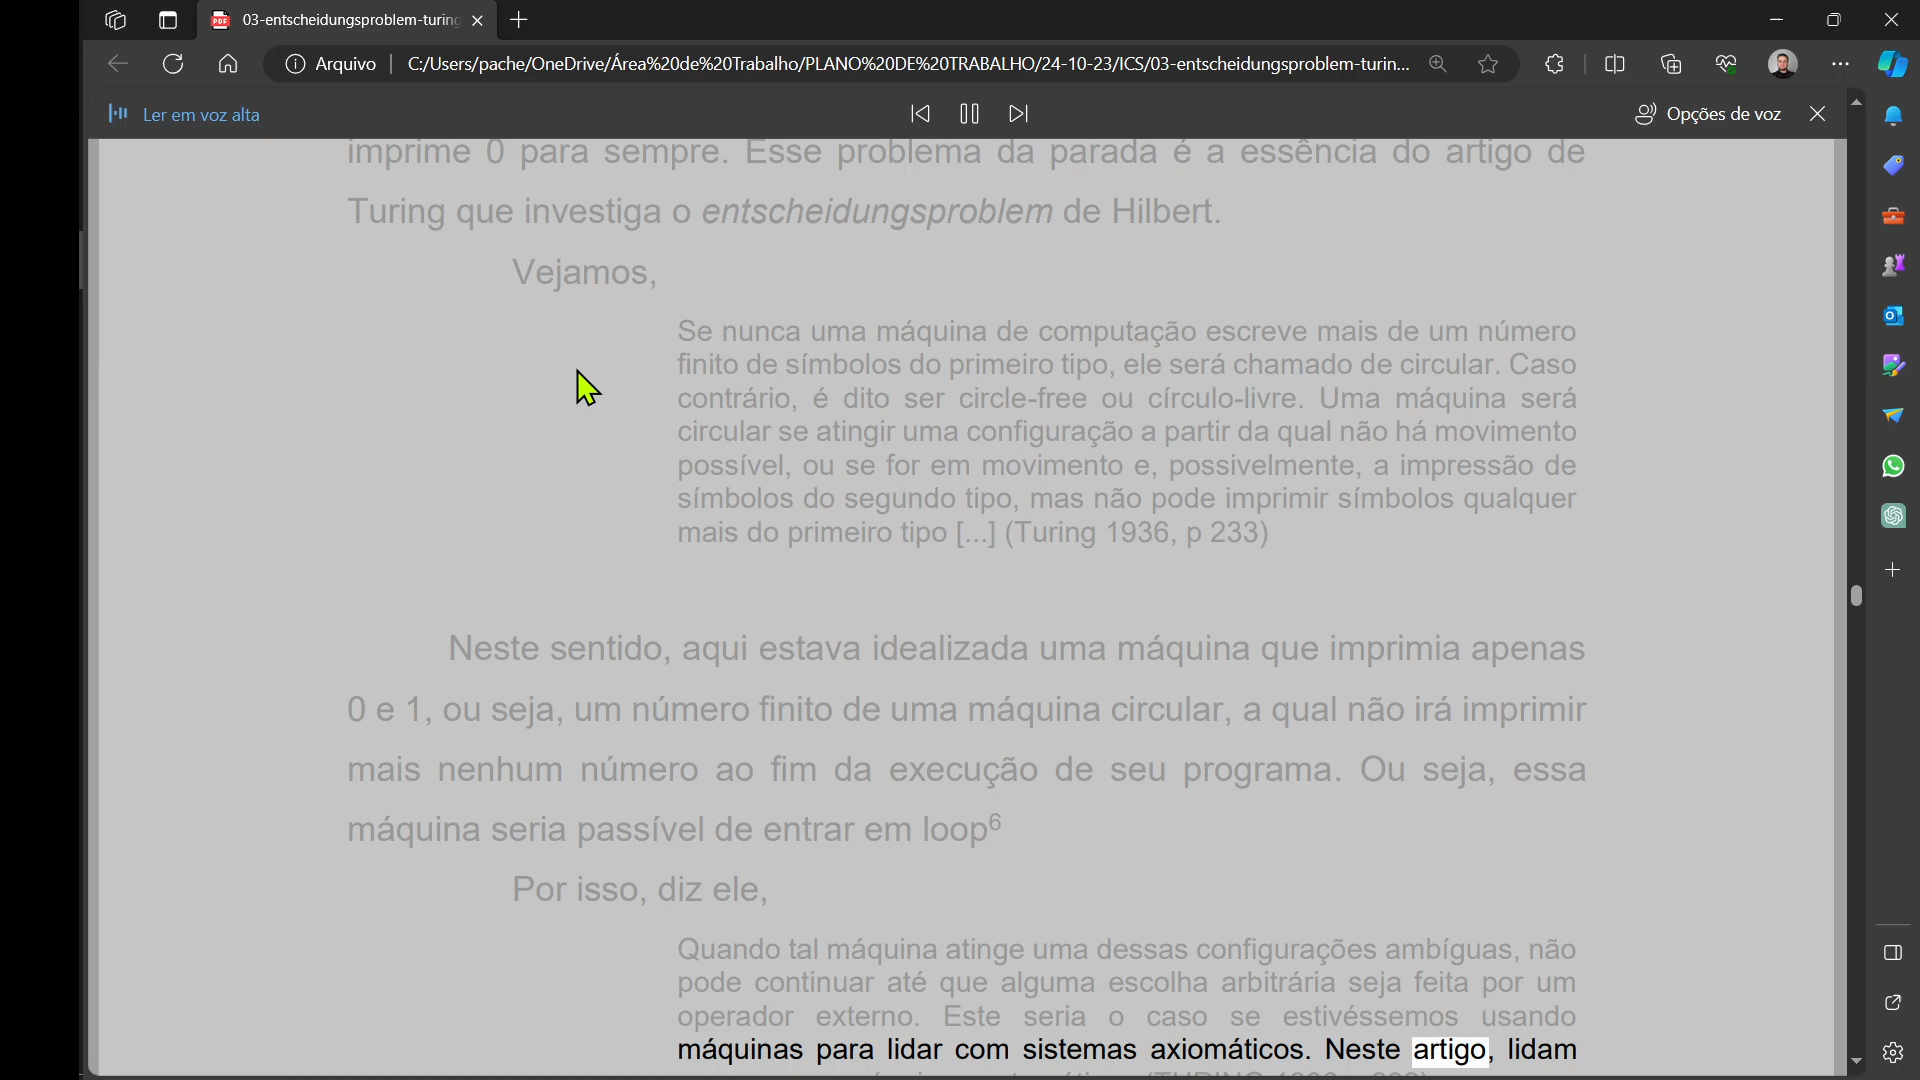 03-entscheidungsproblem-turing
Arquivo
C:/Users/pache/OneDrive/Área%20de%20Trabalho/PLANO%20DE%20TRABALHO/24-10-23/ICS/03-entscheidungsproblem-turin...
Ler em voz alta
Opções de voz
imprime 0 para sempre. Esse problema da parada é a essência do artigo de
Turing que investiga o entscheidungsproblem de Hilbert.
Vejamos,
Se nunca uma máquina de computação escreve mais de um número
finito de símbolos do primeiro tipo, ele será chamado de circular. Caso
contrário, é dito ser circle-free ou círculo-livre. Uma máquina será
circular se atingir uma configuração a partir da qual não há movimento
possível, ou se for em movimento e, possivelmente, a impressão de
símbolos do segundo tipo, mas não pode imprimir símbolos qualquer
mais do primeiro tipo [...] (Turing 1936, p 233)
Neste sentido, aqui estava idealizada uma máquina que imprimia apenas
0 e 1, ou seja, um número finito de uma máquina circular, a qual não irá imprimir
mais nenhum número ao fim da execução de seu programa. Ou seja, essa
máquina seria passível de entrar em loop⁶
Por isso, diz ele,
Quando tal máquina atinge uma dessas configurações ambíguas, não
pode continuar até que alguma escolha arbitrária seja feita por um
operador externo. Este seria o caso se estivéssemos usando
máquinas para lidar com sistemas axiomáticos. Neste artigo, lidam